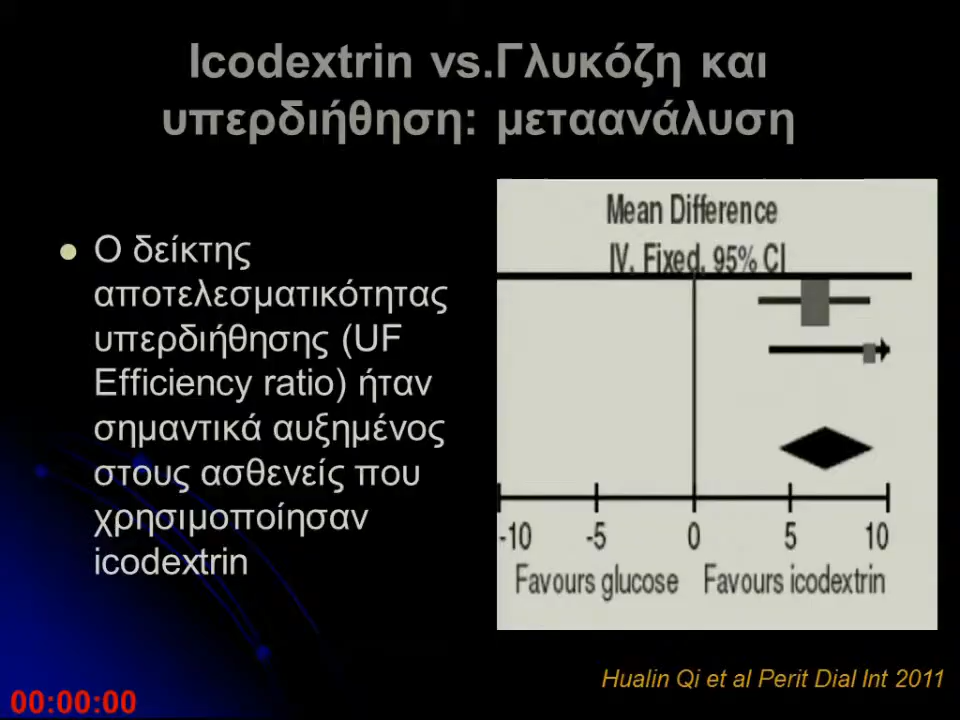 Icodextrin vs.Γλυκόζη και
υπερδιήθηση: μεταανάλυση
Ο δείκτης
αποτελεσματικότητας
υπερδιήθησης (UF
Efficiency ratio) ήταν
σημαντικά αυξημένος
στους ασθενείς που
χρησιμοποίησαν
icodextrin
Mean Difference
IV. Fixed. 95% CI
-10 -5 0 5 10
Favours glucose Favours icodextrin
Hualin Qi et al Perit Dial Int 2011
00:00:00